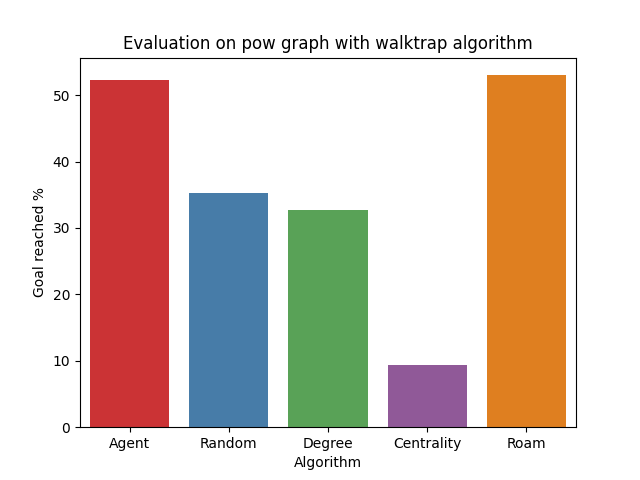 Evaluation on pow graph with walktrap algorithm
Goal reached %
50
40
30
20
10
0
Agent Random Degree Centrality Roam
Algorithm